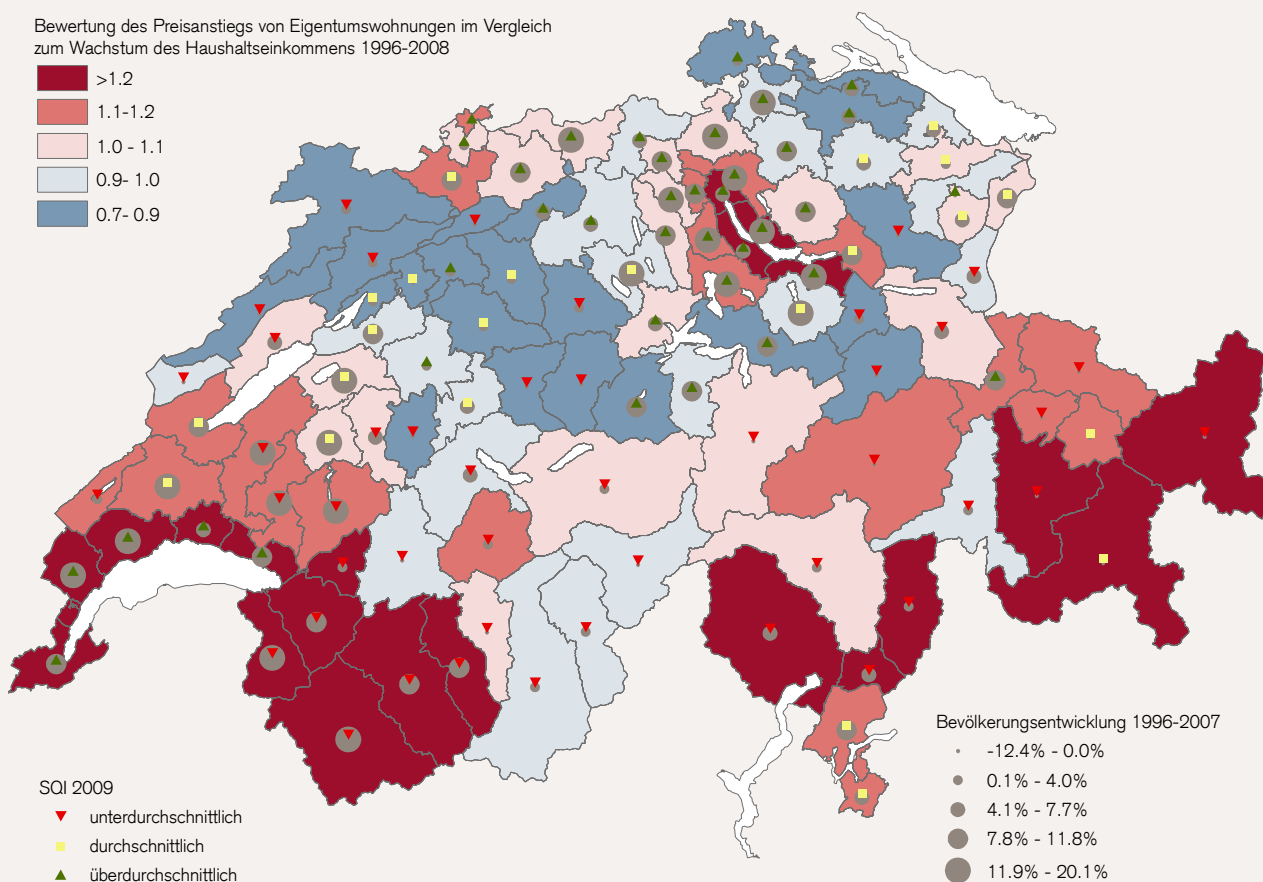 Bewertung des Preisanstiegs von Eigentumswohnungen im Vergleich
zum Wachstum des Haushaltseinkommens 1996-2008
>1.2
1.1-1.2
1.0 - 1.1
0.9- 1.0
0.7- 0.9
SQI 2009
unterdurchschnittlich
durchschnittlich
überdurchschnittlich
Bevölkerungsentwicklung 1996-2007
-12.4% - 0.0%
0.1% - 4.0%
4.1% - 7.7%
7.8% - 11.8%
11.9% - 20.1%